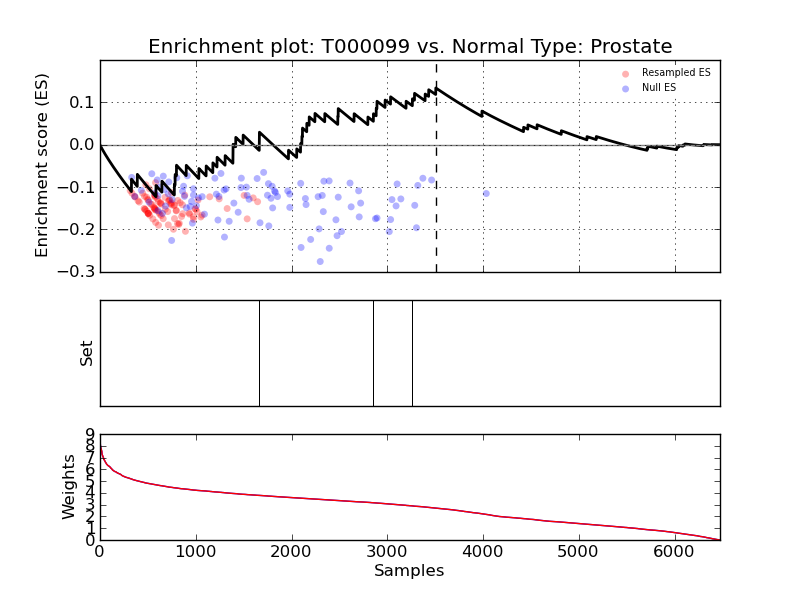 Enrichment plot: T000099 vs. Normal Type: Prostate
Enrichment score (ES)
0.1
0.0
−0.1
−0.2
−0.3
Resampled ES
Null ES
Set
Weights
9
8
7
6
5
4
3
2
1
0
0 1000 2000 3000 4000 5000 6000
Samples